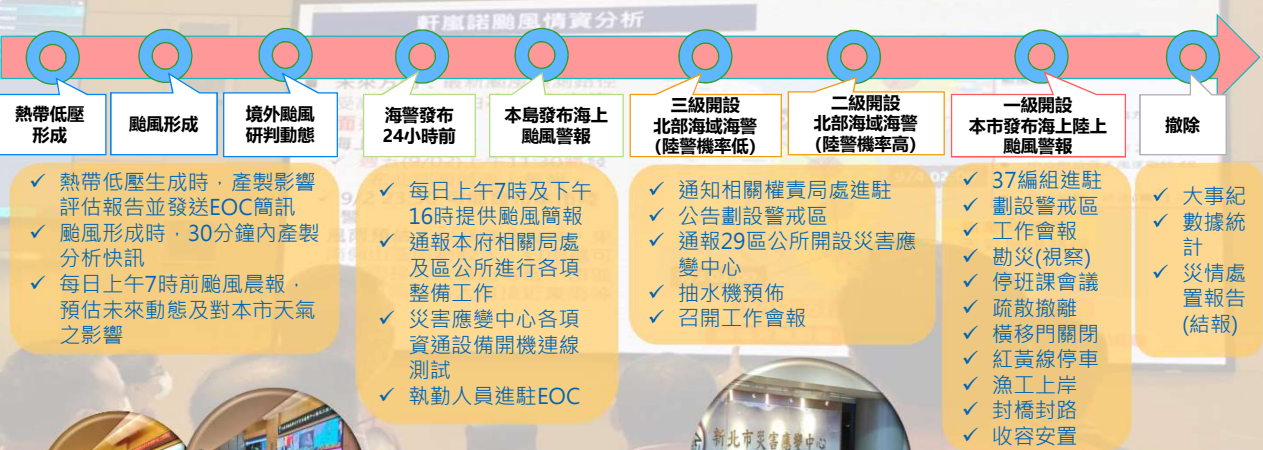 軒嵐諾颱風情資分析
熱帶低壓
形成
颱風形成
境外颱風
研判動態
海警發布
24小時前
本島發布海上
颱風警報
三級開設
北部海域海警
(陸警機率低)
二級開設
北部海域海警
(陸警機率高)
一級開設
本市發布海上陸上
颱風警報
撤除
✓ 熱帶低壓生成時，產製影響
評估報告並發送EOC簡訊
✓ 颱風形成時，30分鐘內產製
分析快訊
✓ 每日上午7時前颱風晨報，
預估未來動態及對本市天氣
之影響
✓ 每日上午7時及下午
16時提供颱風簡報
✓ 通報本府相關局處
及區公所進行各項
整備工作
✓ 災害應變中心各項
資通設備開機連線
測試
✓ 執勤人員進駐EOC
✓ 通知相關權責局處進駐
✓ 公告劃設警戒區
✓ 通報29區公所開設災害應
變中心
✓ 抽水機預佈
✓ 召開工作會報
✓ 37編組進駐
✓ 劃設警戒區
✓ 工作會報
✓ 勘災(視察)
✓ 停班課會議
✓ 疏散撤離
✓ 橫移門關閉
✓ 紅黃線停車
✓ 漁工上岸
✓ 封橋封路
✓ 收容安置
✓ 大事紀
✓ 數據統
計
✓ 災情處
置報告
(結報)
新北市災害應變中心